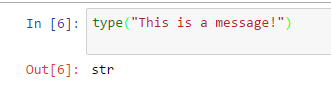 In [6]: type("This is a message!")
Out[6]: str